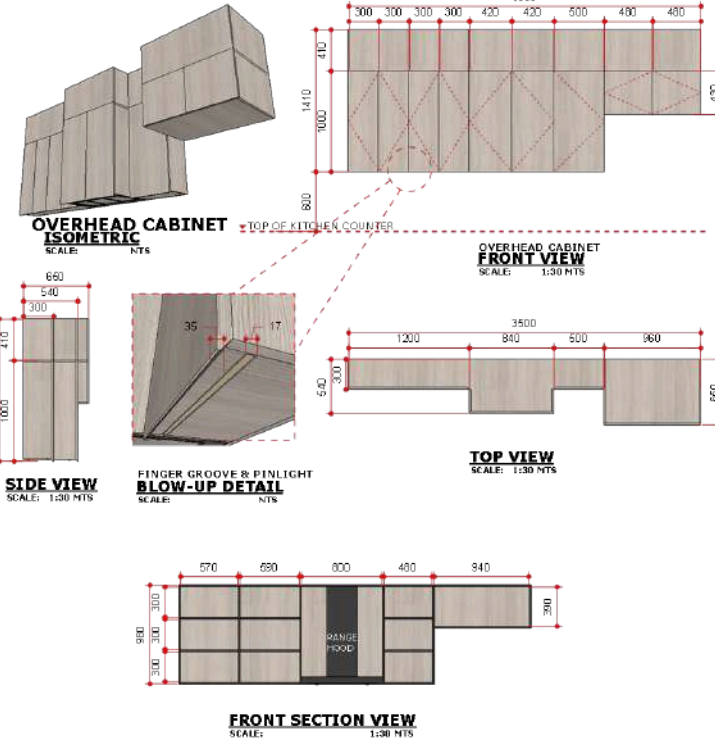 300 300 300 300 420 420 500 480 480
410
1410
1000
600
TOP OF KITCHEN COUNTER
OVERHEAD CABINET
ISOMETRIC
SCALE: NTS
OVERHEAD CABINET
FRONT VIEW
SCALE: 1:30 MTS
660
540
300
410
1000
SIDE VIEW
SCALE: 1:30 MTS
35 17
FINGER GROOVE & PINLIGHT
BLOW-UP DETAIL
SCALE: NTS
3500
1200 840 500 960
540
300
TOP VIEW
SCALE: 1:30 MTS
570 590 800 460 940
980
300
300
300
390
RANGE
HOOD
FRONT SECTION VIEW
SCALE: 1:30 MTS